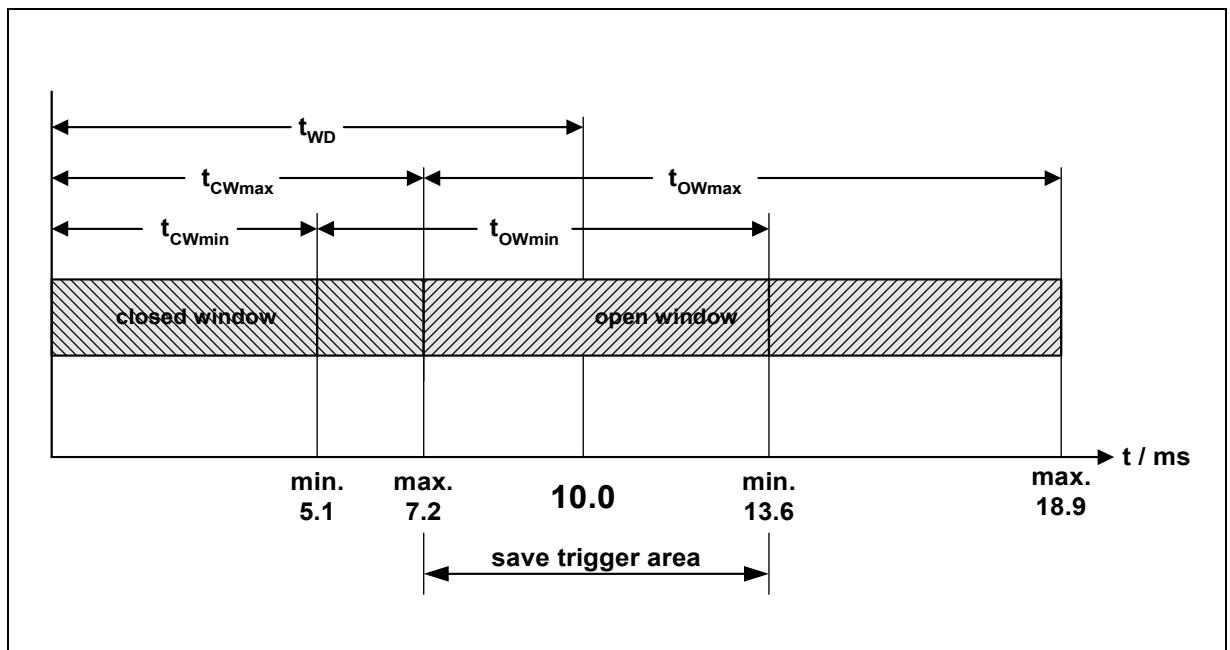 t_WD
t_CWmax
t_OWmax
t_CWmin
t_OWmin
closed window
open window
t / ms
min.
5.1
max.
7.2
10.0
min.
13.6
max.
18.9
save trigger area